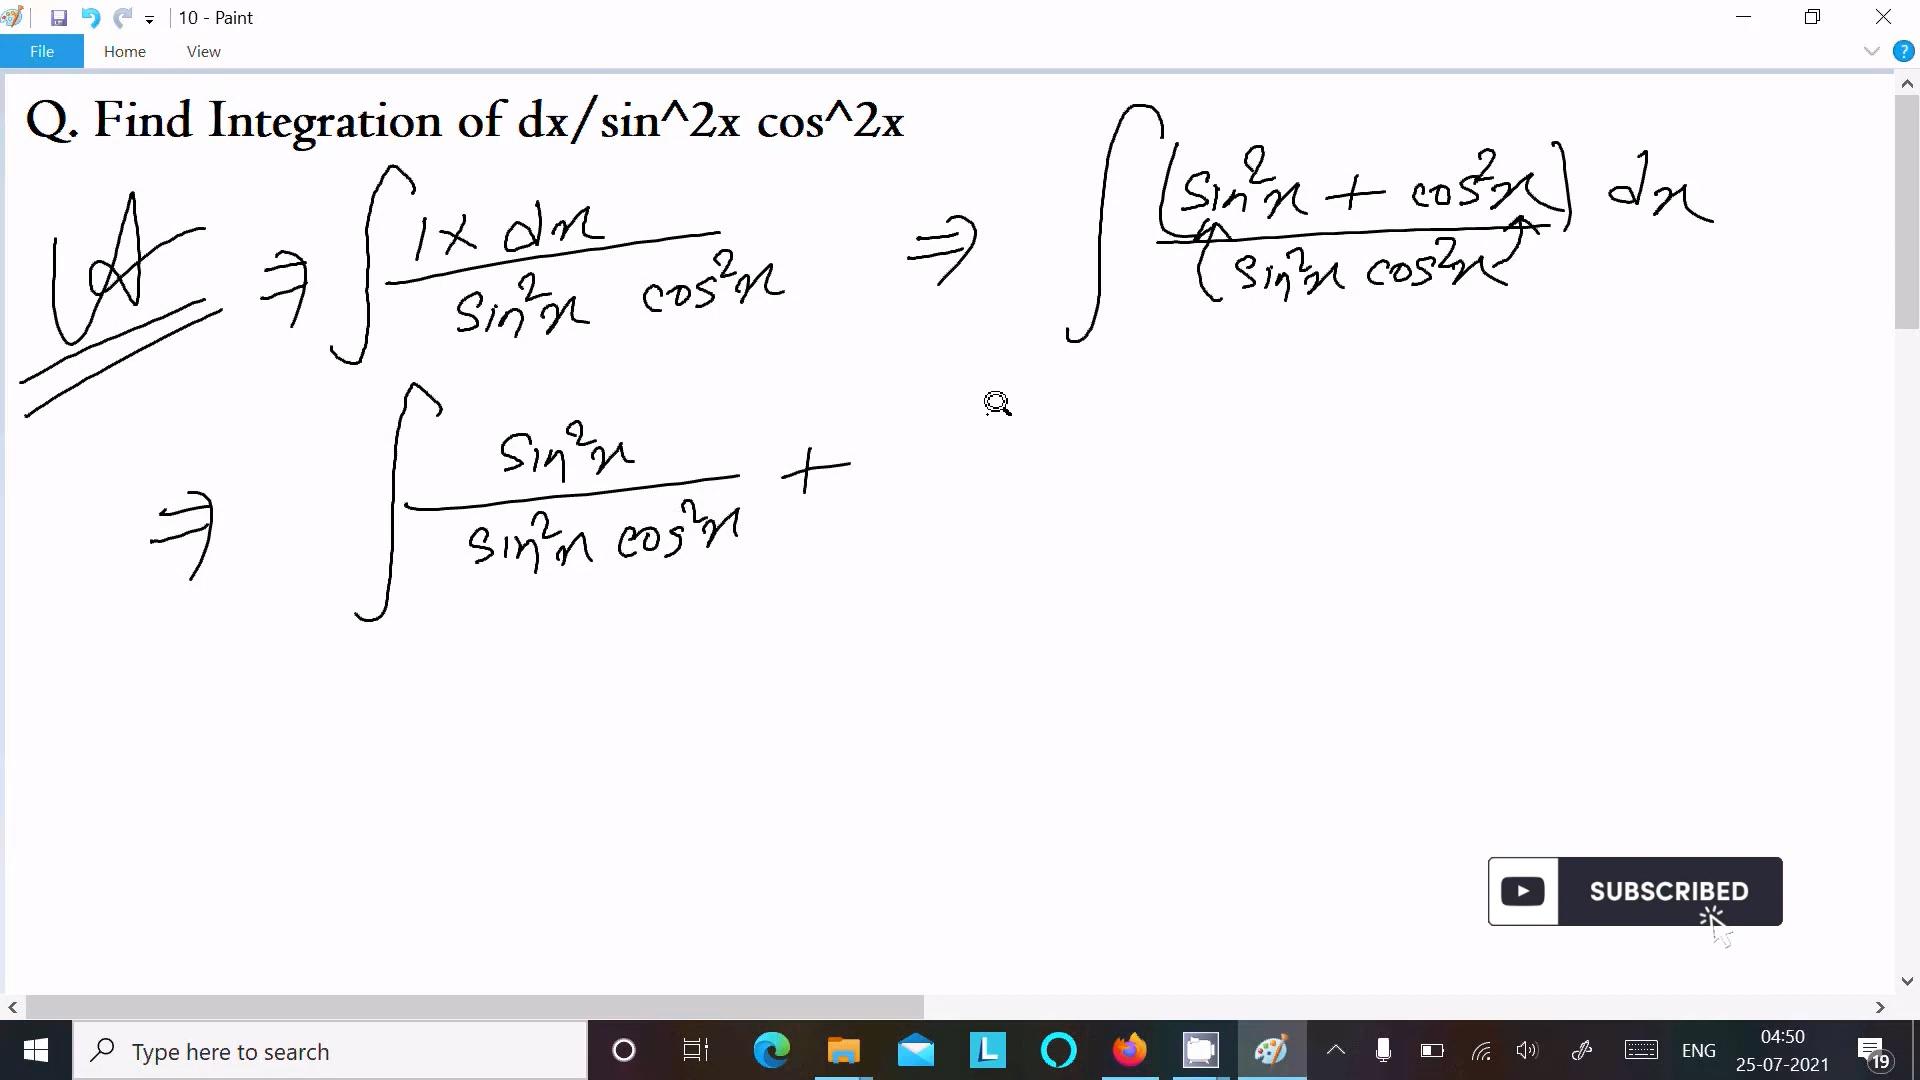 10 - Paint
File Home View
Q. Find Integration of dx/sin^2x cos^2x
⇒ ∫ 1× dx / sin²x cos²x ⇒ ∫ (sin²x + cos²x) / (sin²x cos²x) dx
⇒ ∫ sin²x / sin²x cos²x +
SUBSCRIBED
Type here to search
ENG
04:50
25-07-2021
19